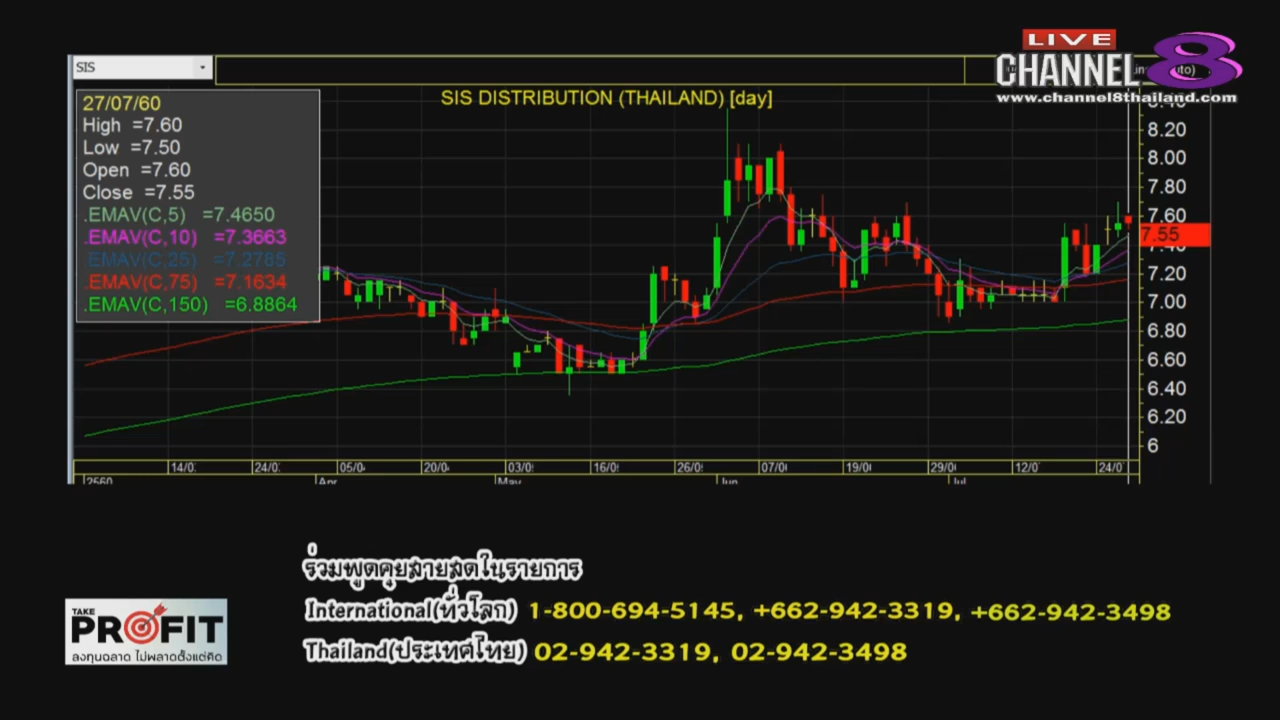 SIS
LIVE
CHANNEL 8
www.channel8thailand.com
SIS DISTRIBUTION (THAILAND) [day]
27/07/60
High =7.60
Low =7.50
Open =7.60
Close =7.55
.EMAV(C,5) =7.4650
.EMAV(C,10) =7.3663
.EMAV(C,25) =7.2785
.EMAV(C,75) =7.1634
.EMAV(C,150) =6.8864
8.40
8.20
8.00
7.80
7.60
7.55
7.40
7.20
7.00
6.80
6.60
6.40
6.20
6
14/0 24/0 05/0 20/0 03/0 16/0 26/0 07/0 19/0 29/0 12/0 24/0
2560 Apr May Jun Jul
ร่วมพูดคุยสายสดในรายการ
International(ทั่วโลก) 1-800-694-5145, +662-942-3319, +662-942-3498
Thailand(ประเทศไทย) 02-942-3319, 02-942-3498
TAKE
PROFIT
ลงทุนฉลาด ไม่พลาดตั้งแต่คิด